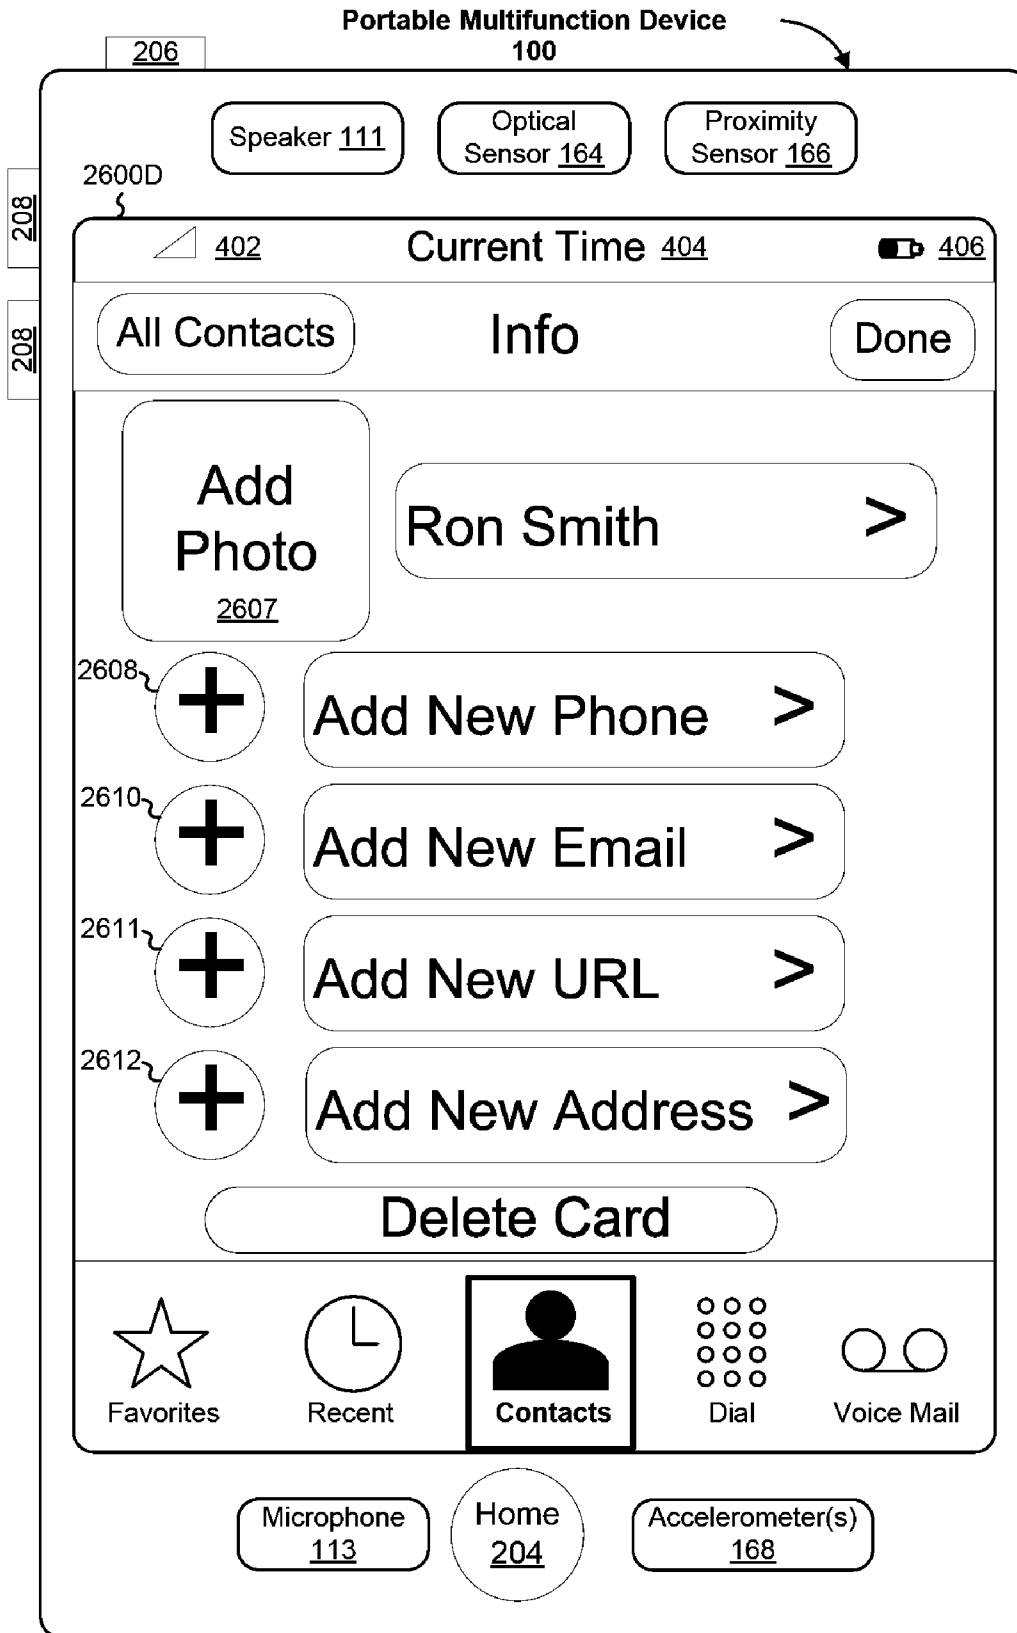 Portable Multifunction Device
100
206
Speaker 111
Optical
Sensor 164
Proximity
Sensor 166
2600D
208
208
402
Current Time 404
406
All Contacts
Info
Done
Add
Photo
2607
Ron Smith >
2608
+
Add New Phone >
2610
+
Add New Email >
2611
+
Add New URL >
2612
+
Add New Address >
Delete Card
Favorites
Recent
Contacts
Dial
Voice Mail
Microphone
113
Home
204
Accelerometer(s)
168